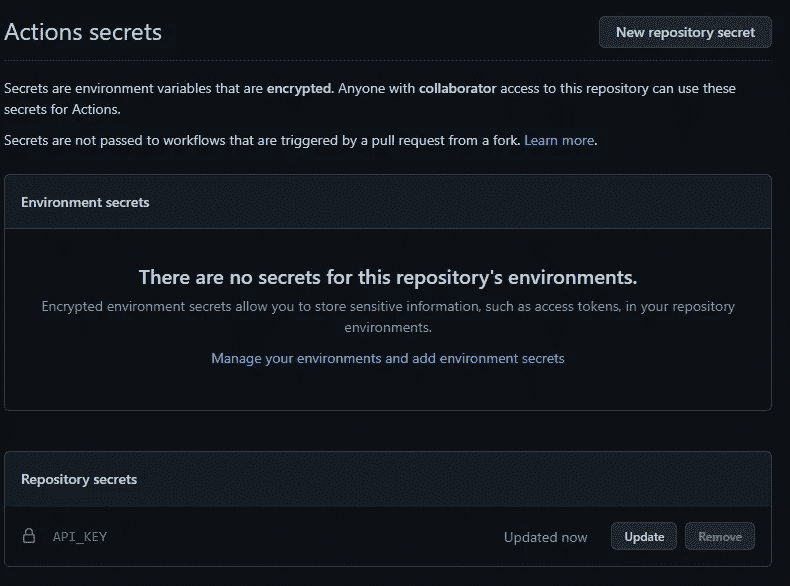 Actions secrets
New repository secret
Secrets are environment variables that are encrypted. Anyone with collaborator access to this repository can use these
secrets for Actions.
Secrets are not passed to workflows that are triggered by a pull request from a fork. Learn more.
Environment secrets
There are no secrets for this repository's environments.
Encrypted environment secrets allow you to store sensitive information, such as access tokens, in your repository
environments.
Manage your environments and add environment secrets
Repository secrets
API_KEY Updated now Update Remove